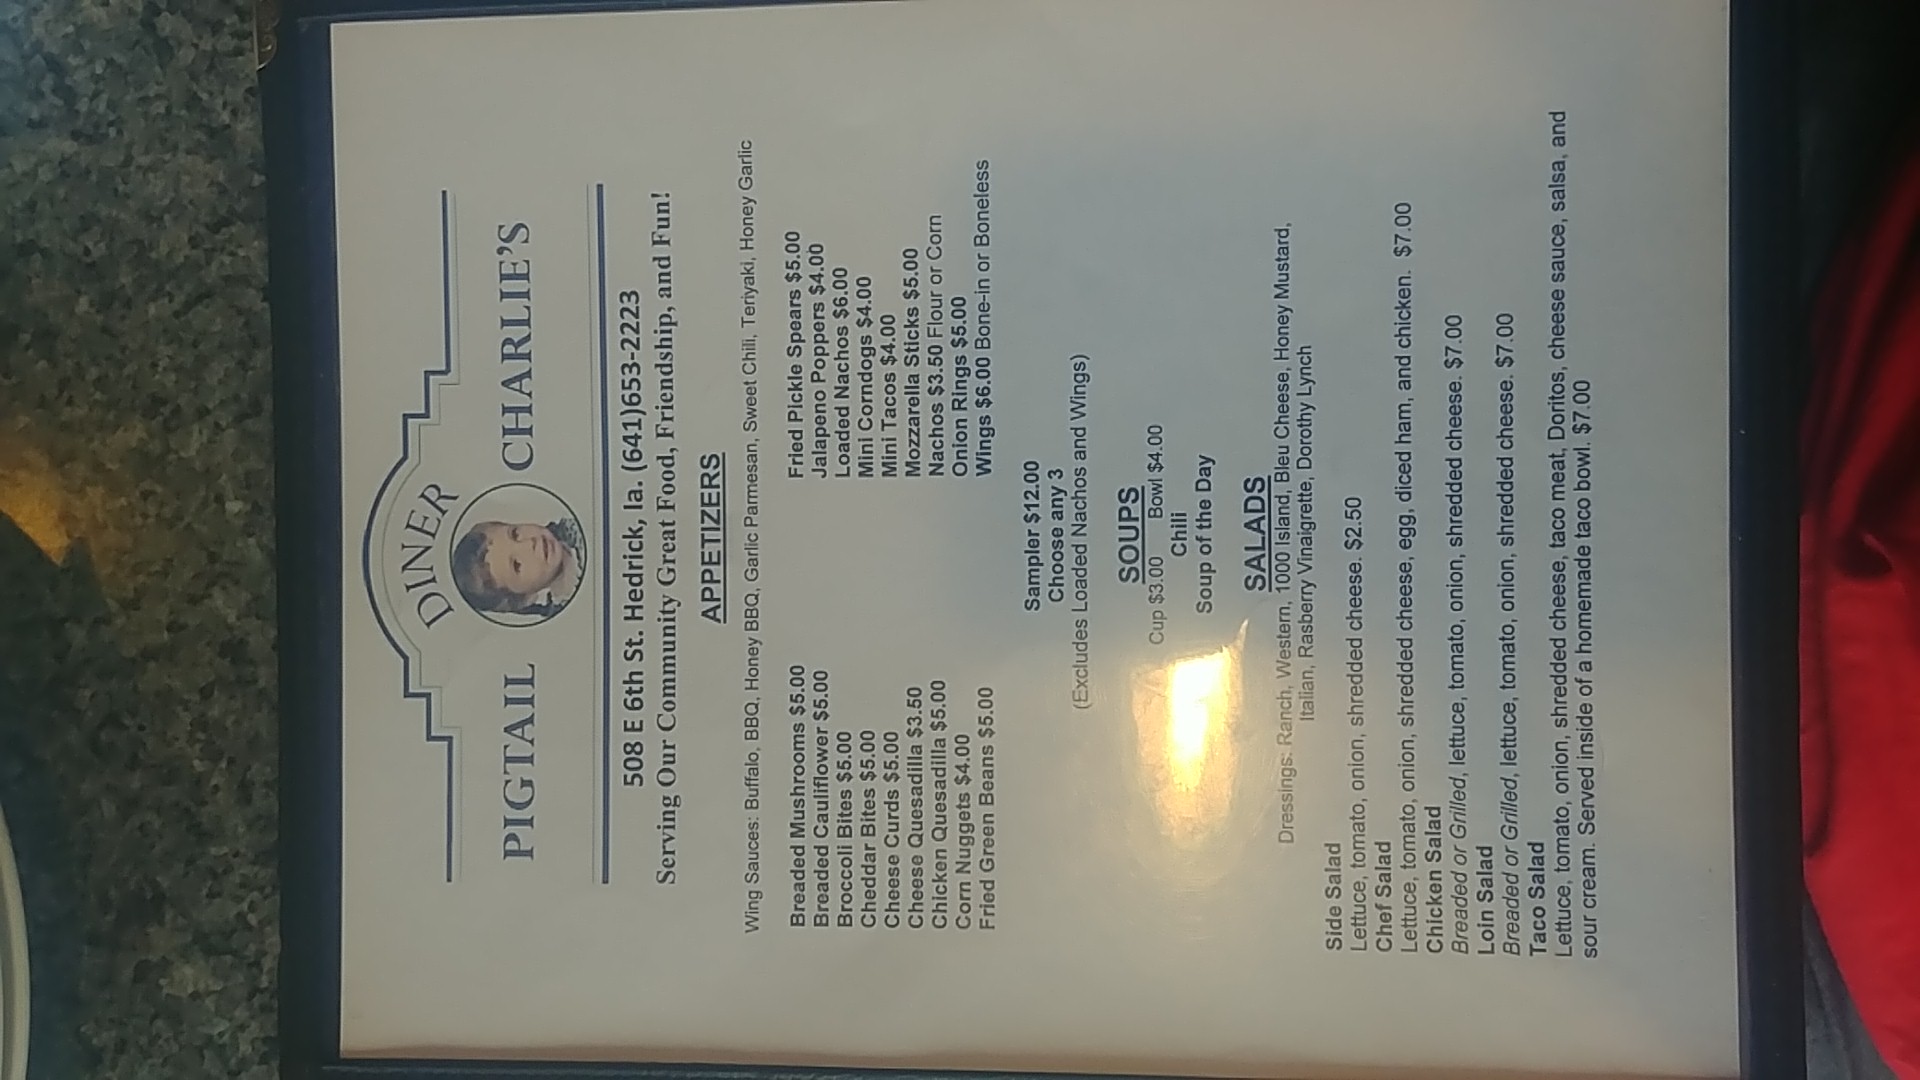 DINER
PIGTAIL CHARLIE'S
508 E 6th St. Hedrick, Ia. (641)653-2223
Serving Our Community Great Food, Friendship, and Fun!
APPETIZERS
Wing Sauces: Buffalo, BBQ, Honey BBQ, Garlic Parmesan, Sweet Chili, Teriyaki, Honey Garlic
Breaded Mushrooms $5.00
Breaded Cauliflower $5.00
Broccoli Bites $5.00
Cheddar Bites $5.00
Cheese Curds $5.00
Cheese Quesadilla $3.50
Chicken Quesadilla $5.00
Corn Nuggets $4.00
Fried Green Beans $5.00
Fried Pickle Spears $5.00
Jalapeno Poppers $4.00
Loaded Nachos $6.00
Mini Corndogs $4.00
Mini Tacos $4.00
Mozzarella Sticks $5.00
Nachos $3.50 Flour or Corn
Onion Rings $5.00
Wings $6.00 Bone-in or Boneless
Sampler $12.00
Choose any 3
(Excludes Loaded Nachos and Wings)
SOUPS
Cup $3.00 Bowl $4.00
Chili
Soup of the Day
SALADS
Dressings: Ranch, Western, 1000 Island, Bleu Cheese, Honey Mustard,
Italian, Rasberry Vinaigrette, Dorothy Lynch
Side Salad
Lettuce, tomato, onion, shredded cheese. $2.50
Chef Salad
Lettuce, tomato, onion, shredded cheese, egg, diced ham, and chicken. $7.00
Chicken Salad
Breaded or Grilled, lettuce, tomato, onion, shredded cheese. $7.00
Loin Salad
Breaded or Grilled, lettuce, tomato, onion, shredded cheese. $7.00
Taco Salad
Lettuce, tomato, onion, shredded cheese, taco meat, Doritos, cheese sauce, salsa, and
sour cream. Served inside of a homemade taco bowl. $7.00